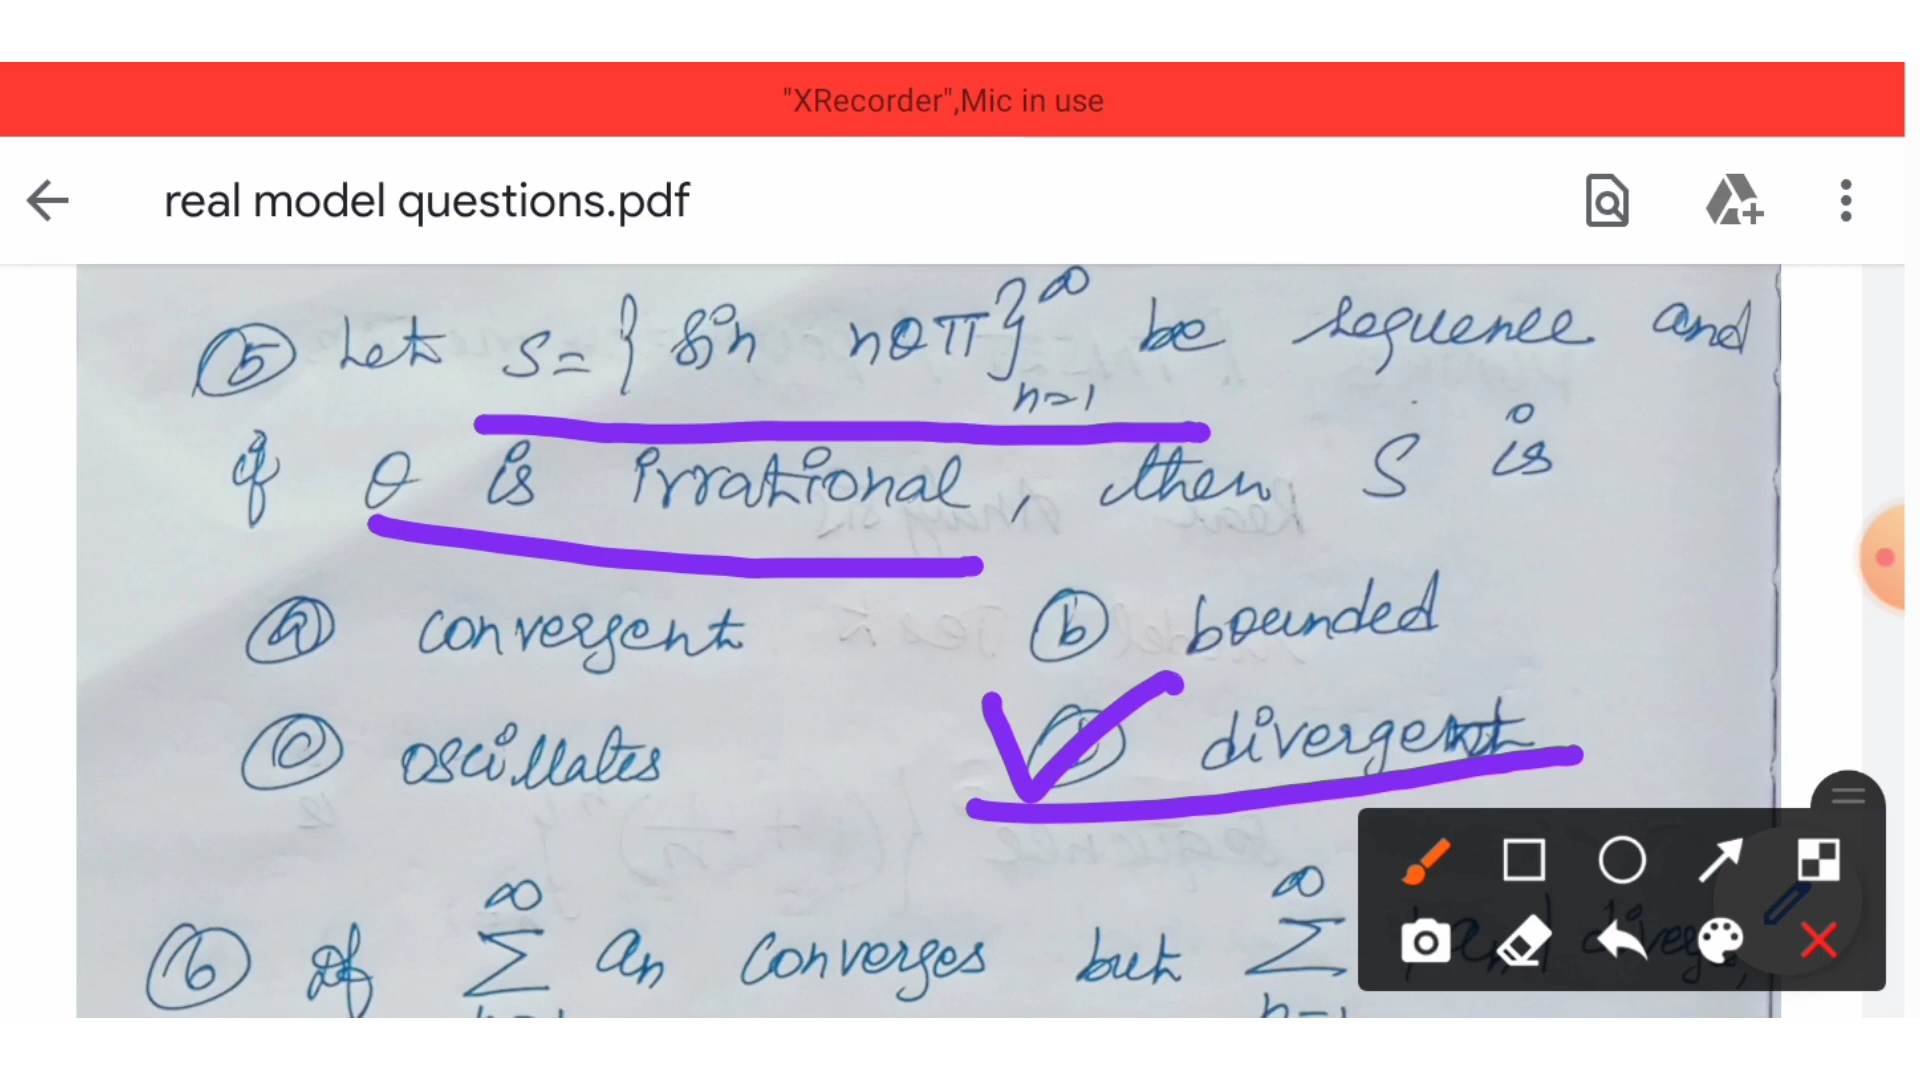 "XRecorder",Mic in use
real model questions.pdf
5 Let S = { Sin nθπ}∞ n=1 be sequence and
if θ is irrational, then S is
a convergent b bounded
c oscillates d divergent
6 If ∞ Σ an converges but ∞ Σ